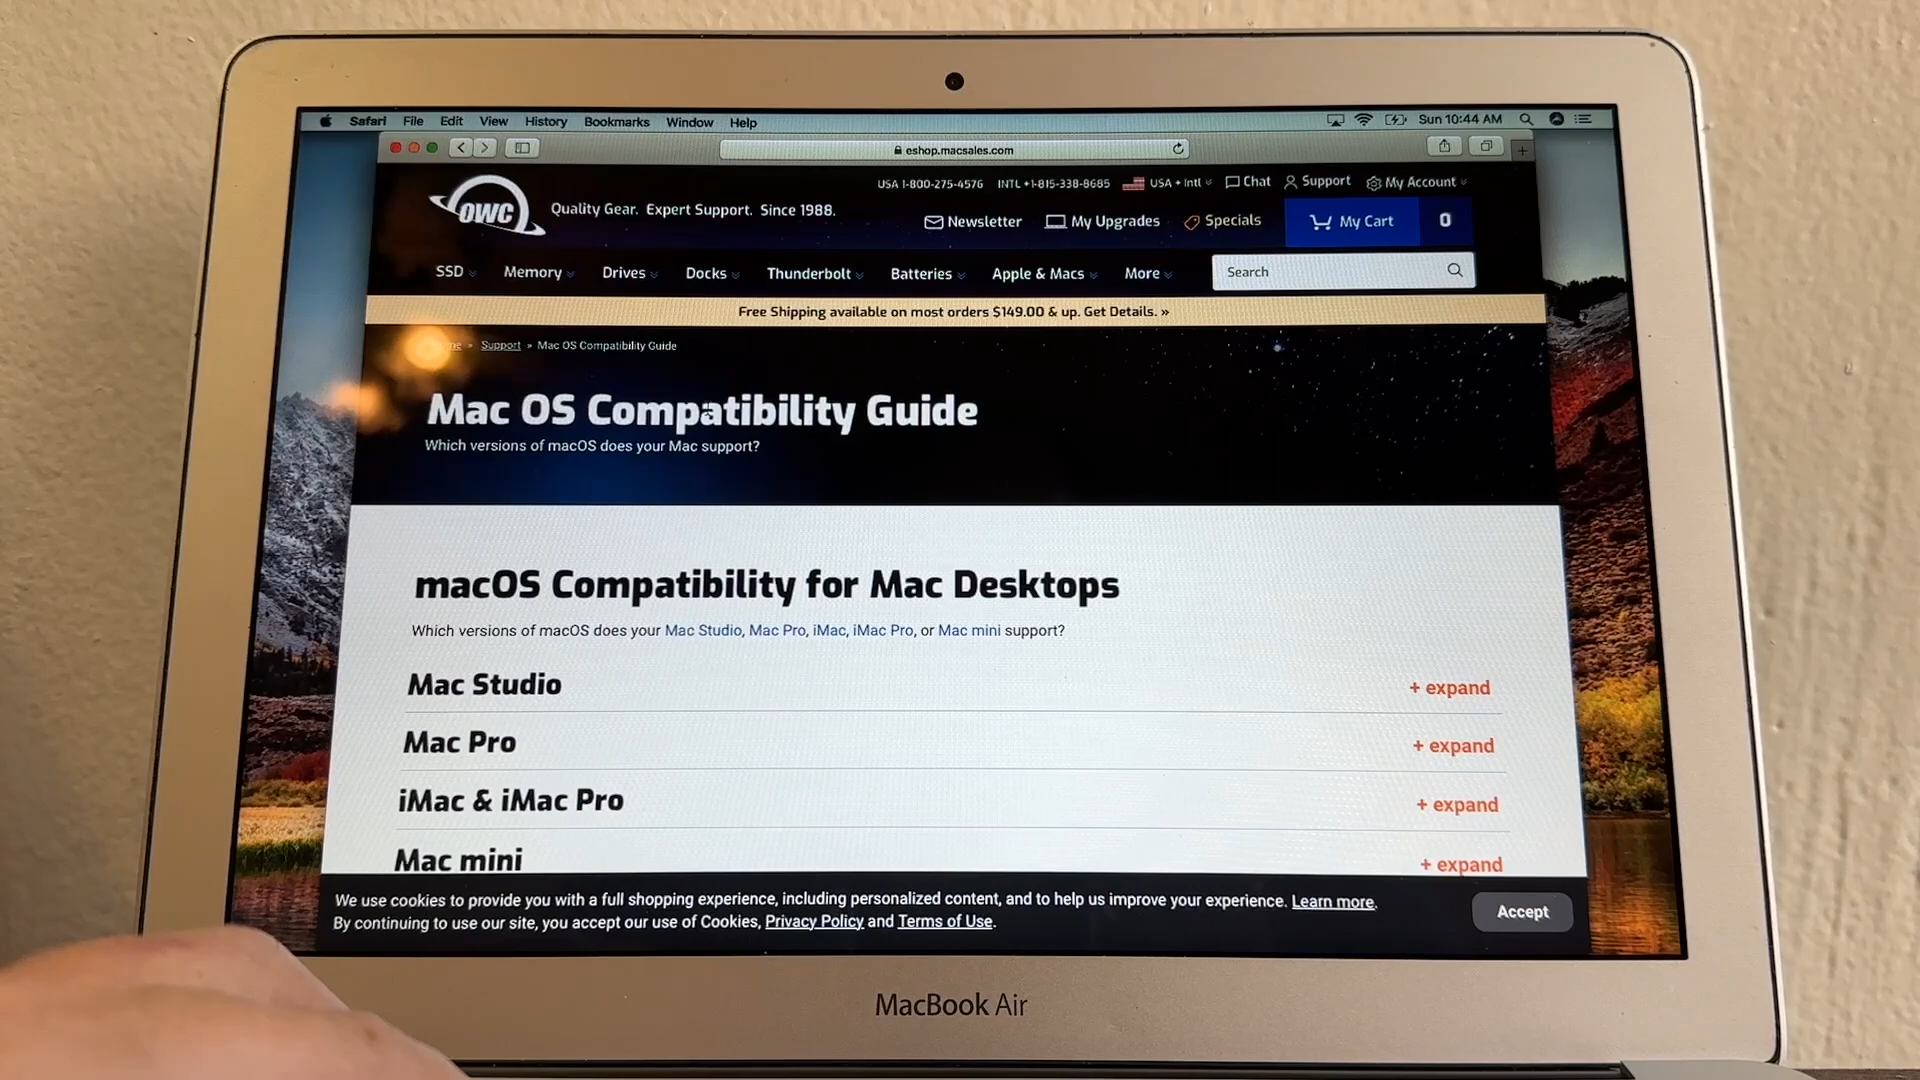 Safari File Edit View History Bookmarks Window Help Sun 10:44 AM
eshop.macsales.com
USA 1-800-275-4576 INTL +1-815-338-8685 USA + Intl Chat Support My Account
OWC Quality Gear. Expert Support. Since 1988.
Newsletter My Upgrades Specials My Cart 0
SSD Memory Drives Docks Thunderbolt Batteries Apple & Macs More Search
Free Shipping available on most orders $149.00 & up. Get Details. »
» Support » Mac OS Compatibility Guide
Mac OS Compatibility Guide
Which versions of macOS does your Mac support?
macOS Compatibility for Mac Desktops
Which versions of macOS does your Mac Studio, Mac Pro, iMac, iMac Pro, or Mac mini support?
Mac Studio + expand
Mac Pro + expand
iMac & iMac Pro + expand
Mac mini + expand
We use cookies to provide you with a full shopping experience, including personalized content, and to help us improve your experience. Learn more.
By continuing to use our site, you accept our use of Cookies, Privacy Policy and Terms of Use.
Accept
MacBook Air